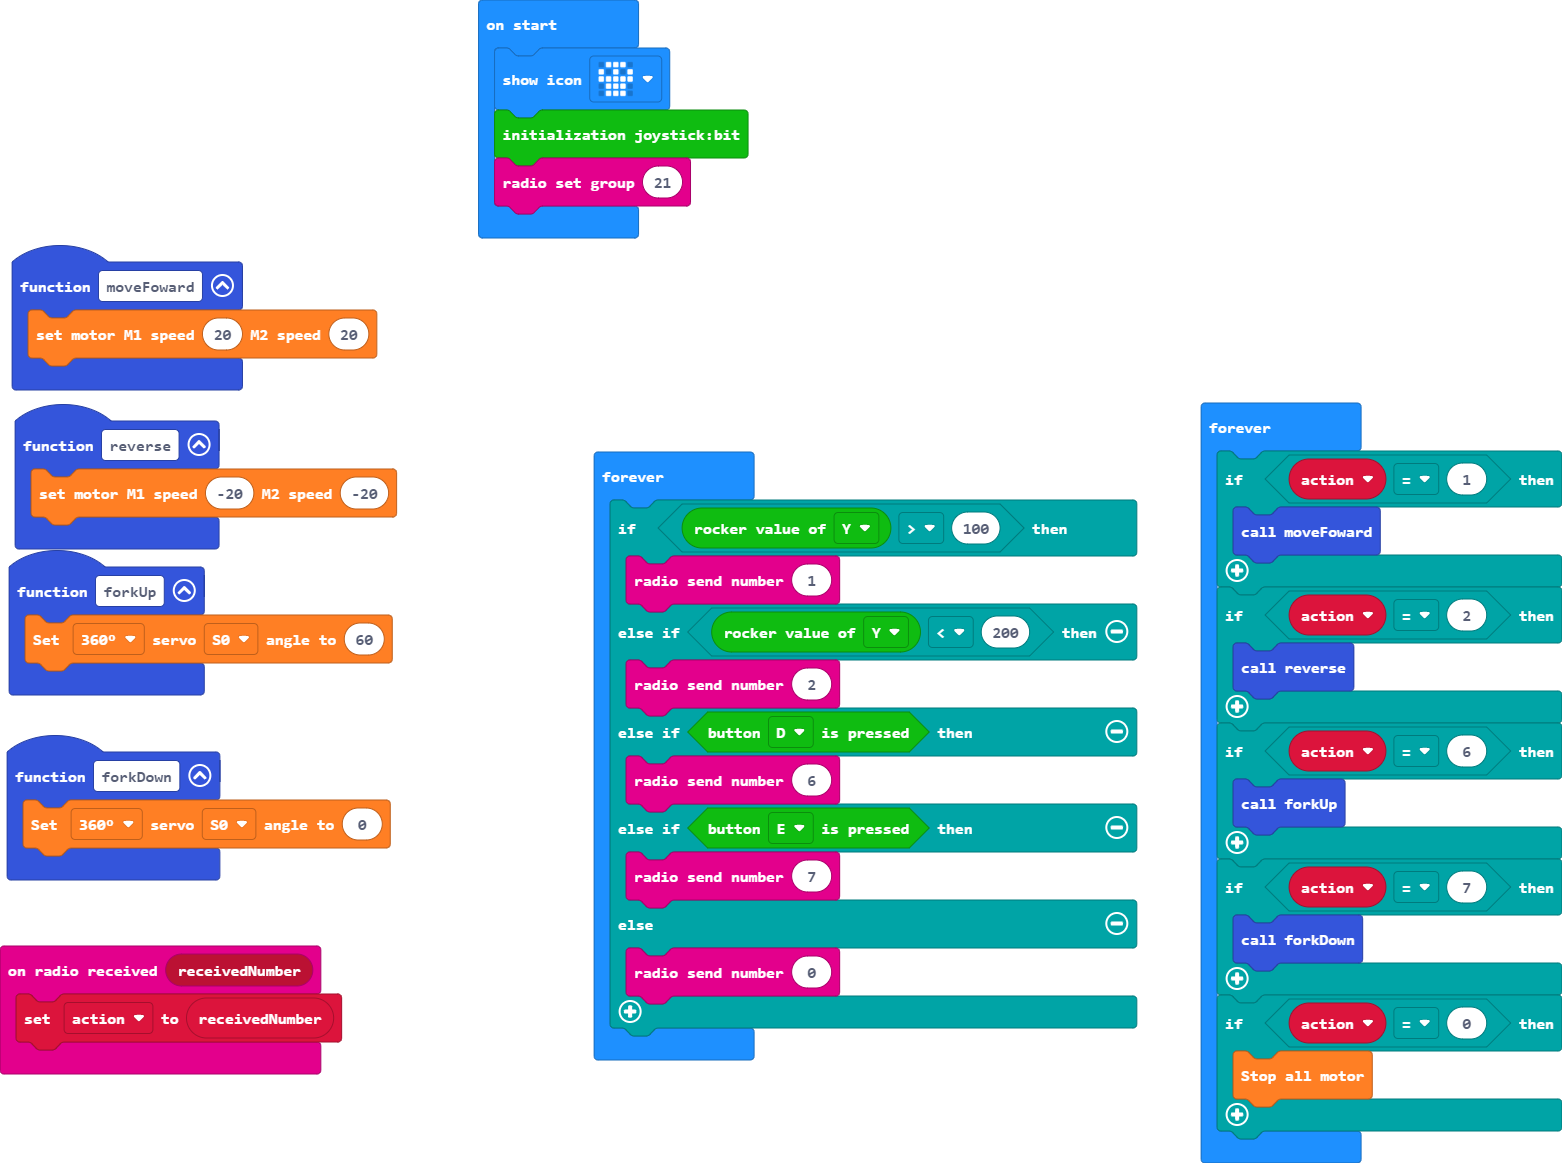 on start
show icon
initialization joystick:bit
radio set group 21
function moveFoward
set motor M1 speed 20 M2 speed 20
function reverse
set motor M1 speed -20 M2 speed -20
function forkUp
Set 360° servo S0 angle to 60
function forkDown
Set 360° servo S0 angle to 0
on radio received receivedNumber
set action to receivedNumber
forever
if rocker value of Y > 100 then
radio send number 1
else if rocker value of Y < 200 then
radio send number 2
else if button D is pressed then
radio send number 6
else if button E is pressed then
radio send number 7
else
radio send number 0
forever
if action = 1 then
call moveFoward
if action = 2 then
call reverse
if action = 6 then
call forkUp
if action = 7 then
call forkDown
if action = 0 then
Stop all motor